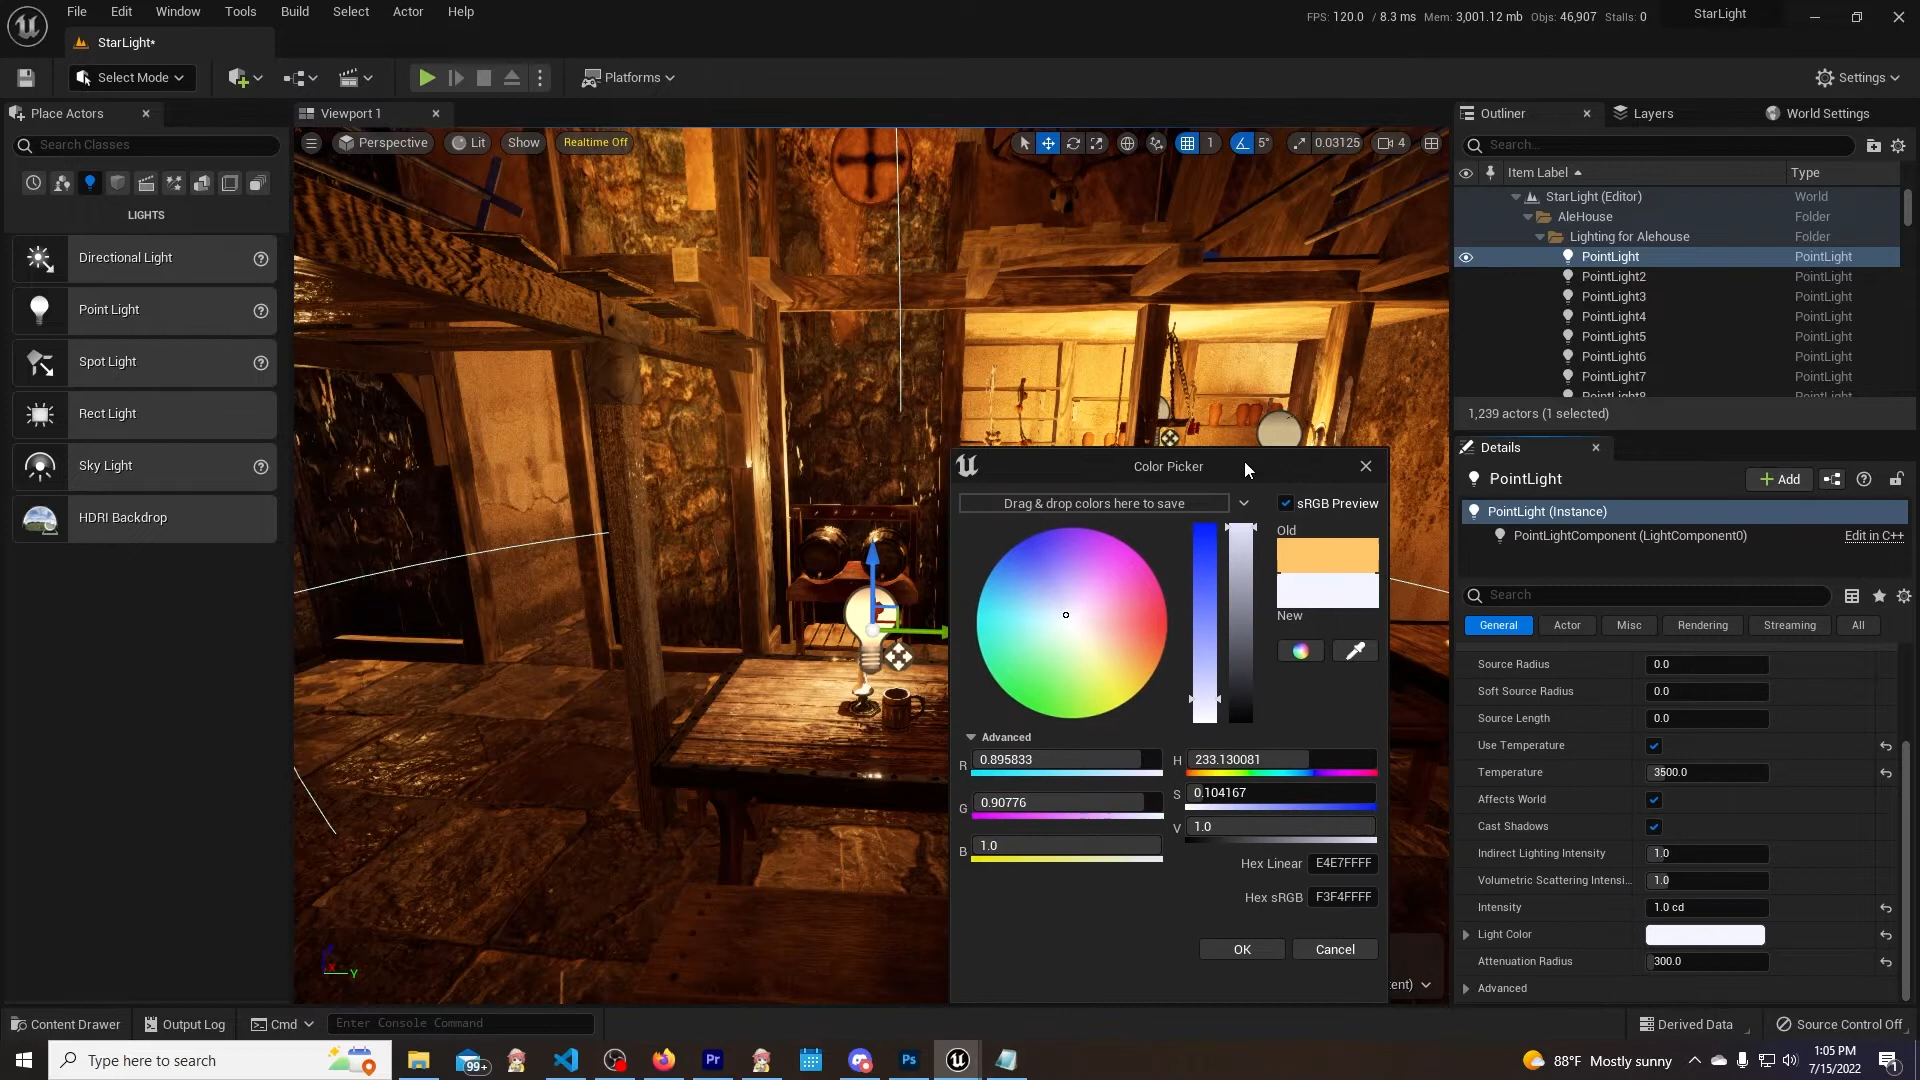 File Edit Window Tools Build Select Actor Help
FPS: 120.0 / 8.3 ms Mem: 3,001.12 mb Objs: 46,907 Stalls: 0 StarLight
StarLight*
Select Mode
Platforms
Settings
Place Actors
Viewport 1
Outliner
Layers
World Settings
Search Classes
Perspective Lit Show Realtime Off
1 5° 0.03125 4
Search...
Item Label Type
LIGHTS
Directional Light
Point Light
Spot Light
Rect Light
Sky Light
HDRI Backdrop
StarLight (Editor) World
AleHouse Folder
Lighting for Alehouse Folder
PointLight PointLight
PointLight2 PointLight
PointLight3 PointLight
PointLight4 PointLight
PointLight5 PointLight
PointLight6 PointLight
PointLight7 PointLight
PointLight8 PointLight
1,239 actors (1 selected)
Details
PointLight
Add
PointLight (Instance)
PointLightComponent (LightComponent0) Edit in C++
Search
General Actor Misc Rendering Streaming All
Source Radius 0.0
Soft Source Radius 0.0
Source Length 0.0
Use Temperature
Temperature 3500.0
Affects World
Cast Shadows
Indirect Lighting Intensity 1.0
Volumetric Scattering Intensi... 1.0
Intensity 1.0 cd
Light Color
Attenuation Radius 300.0
Advanced
Color Picker
Drag & drop colors here to save
sRGB Preview
Old
New
Advanced
R 0.895833
H 233.130081
G 0.90776
S 0.104167
V 1.0
B 1.0
Hex Linear E4E7FFFF
Hex sRGB F3F4FFFF
OK Cancel
tent)
X Y
Content Drawer Output Log Cmd Enter Console Command
Derived Data Source Control Off
Type here to search
99+
Pr
Ps
88°F Mostly sunny
1:05 PM
7/15/2022
1